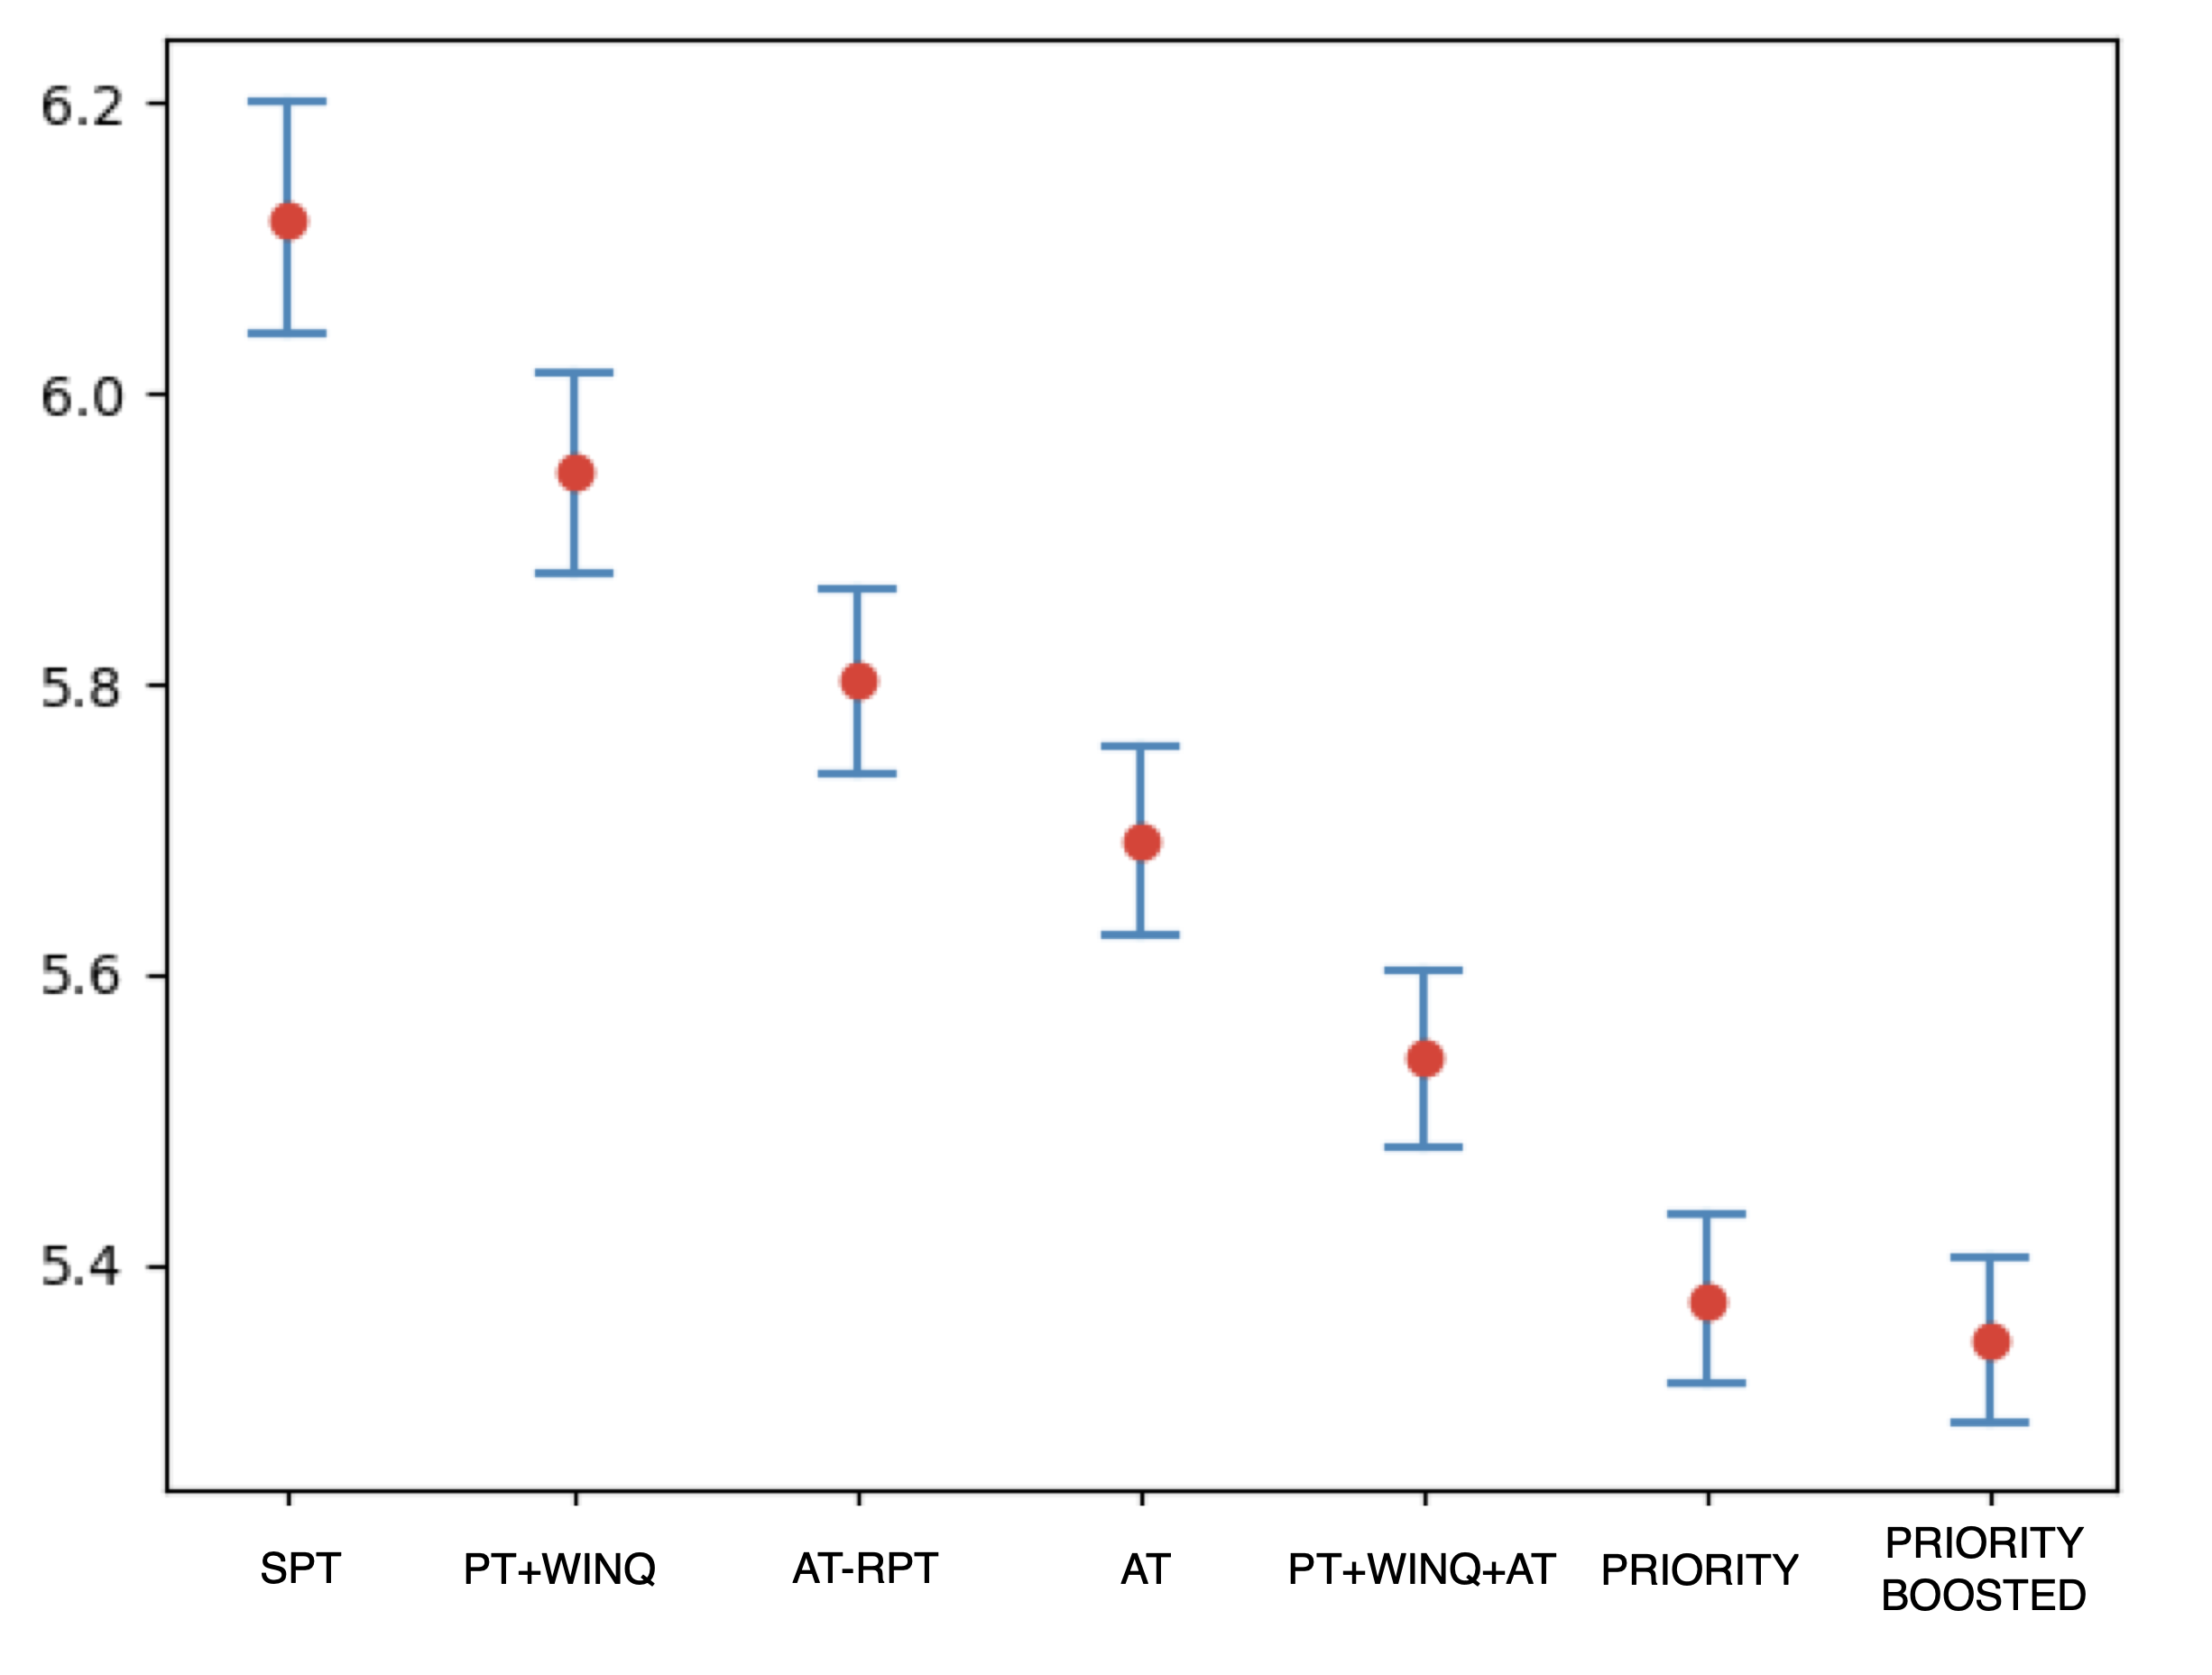 6.2
6.0
5.8
5.6
5.4
SPT
PT+WINQ
AT-RPT
AT
PT+WINQ+AT
PRIORITY
PRIORITY
BOOSTED